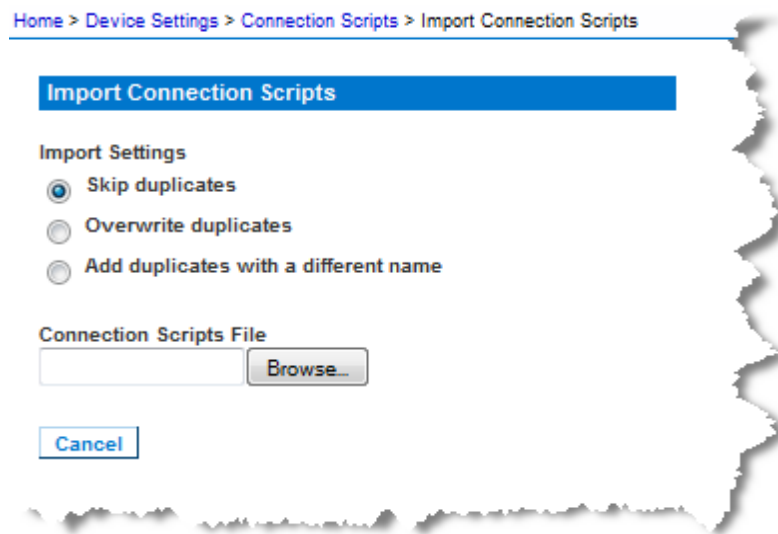 Home > Device Settings > Connection Scripts > Import Connection Scripts
Import Connection Scripts
Import Settings
Skip duplicates
Overwrite duplicates
Add duplicates with a different name
Connection Scripts File
Browse...
Cancel